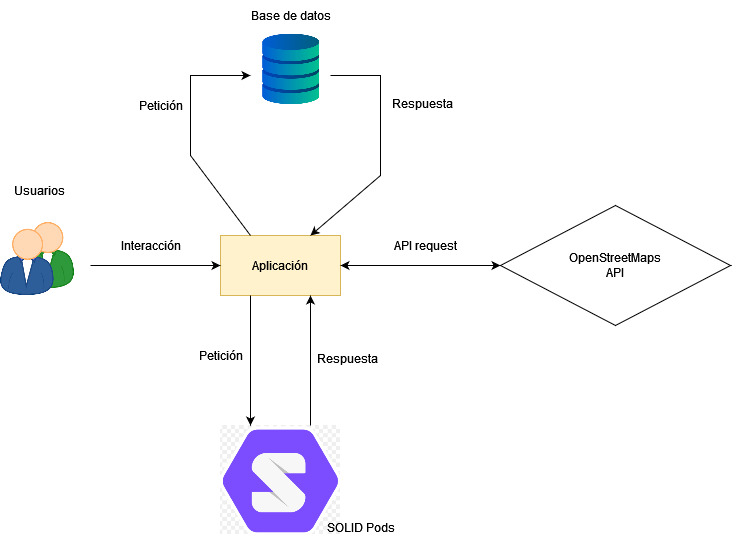 Base de datos
Petición
Respuesta
Usuarios
Interacción
Aplicación
API request
OpenStreetMaps
API
Petición
Respuesta
SOLID Pods